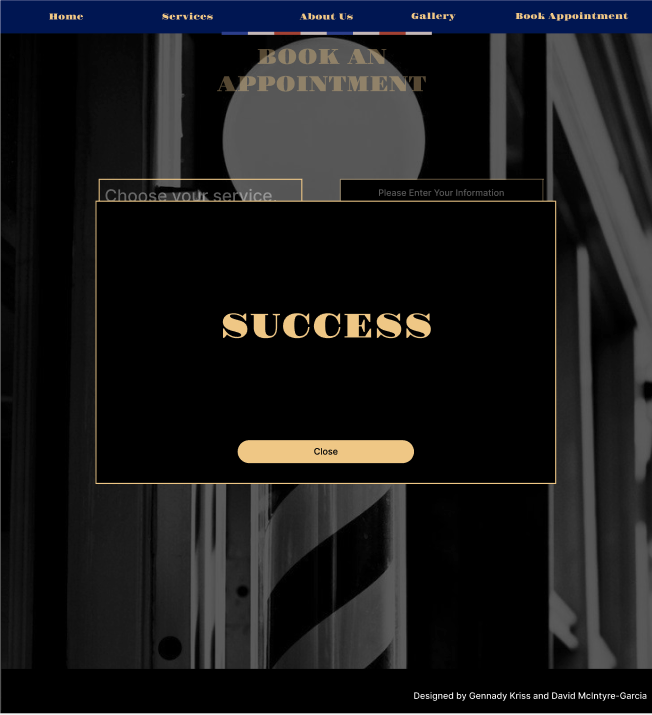 Home Services About Us Gallery Book Appointment
BOOK AN
APPOINTMENT
Choose your service
Please Enter Your Information
SUCCESS
Close
Designed by Gennady Kriss and David McIntyre-Garcia